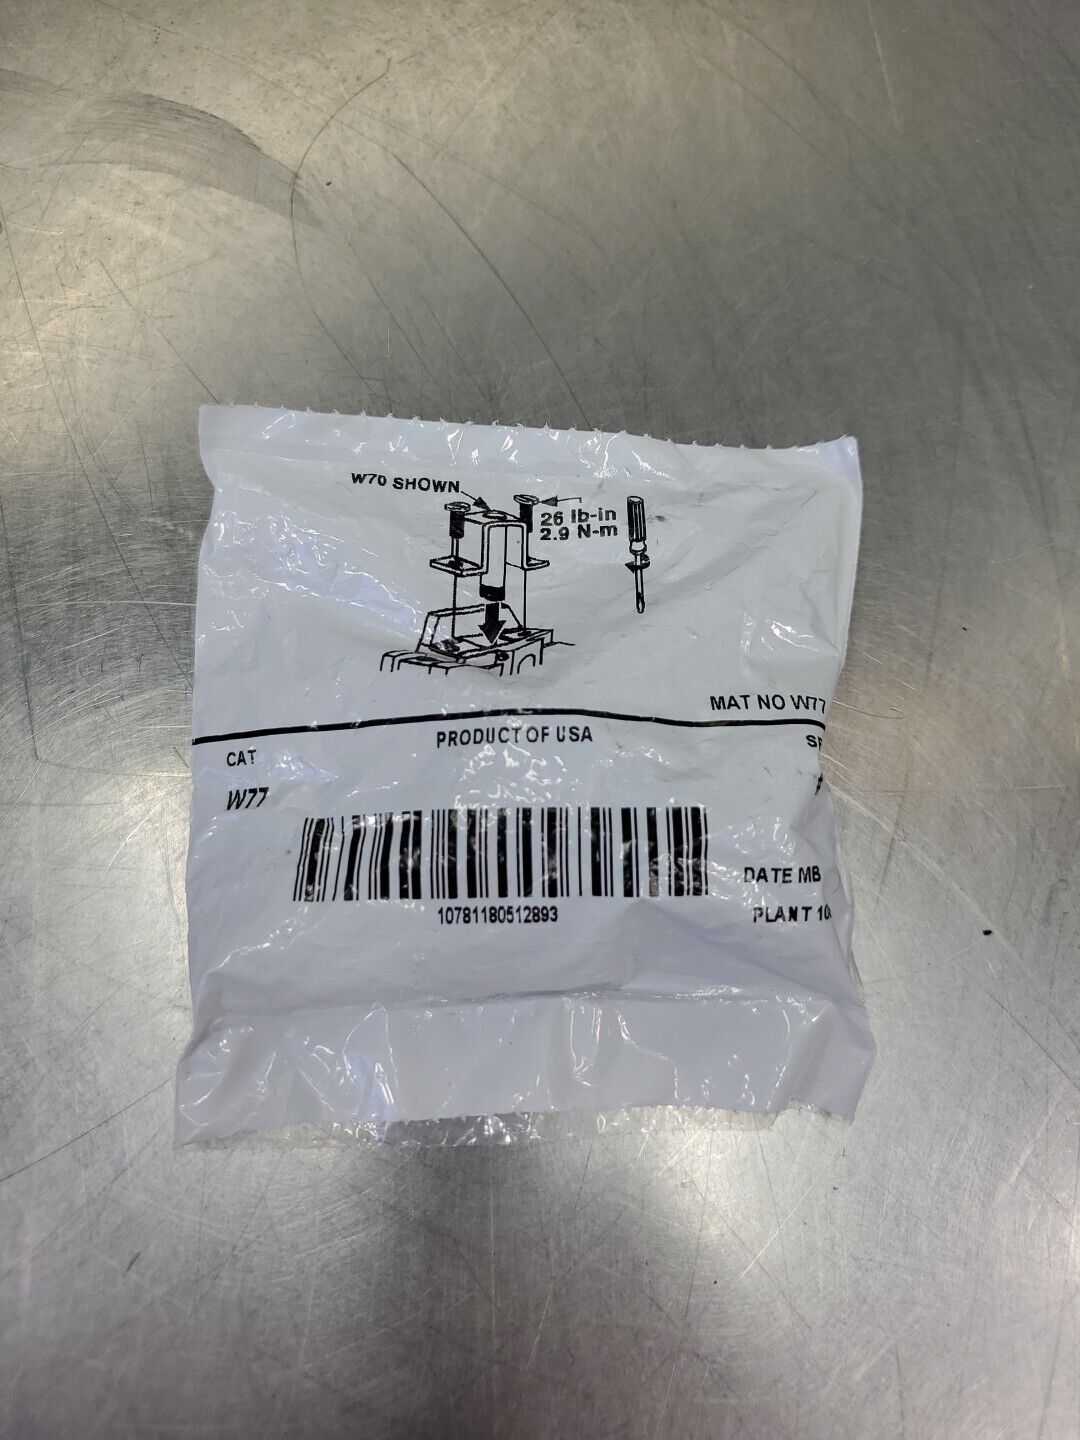 W70 SHOWN
26 lb-in
2.9 N-m
MAT NO W77
PRODUCT OF USA
CAT
W77
10781180512893
DATE MB
PLANT